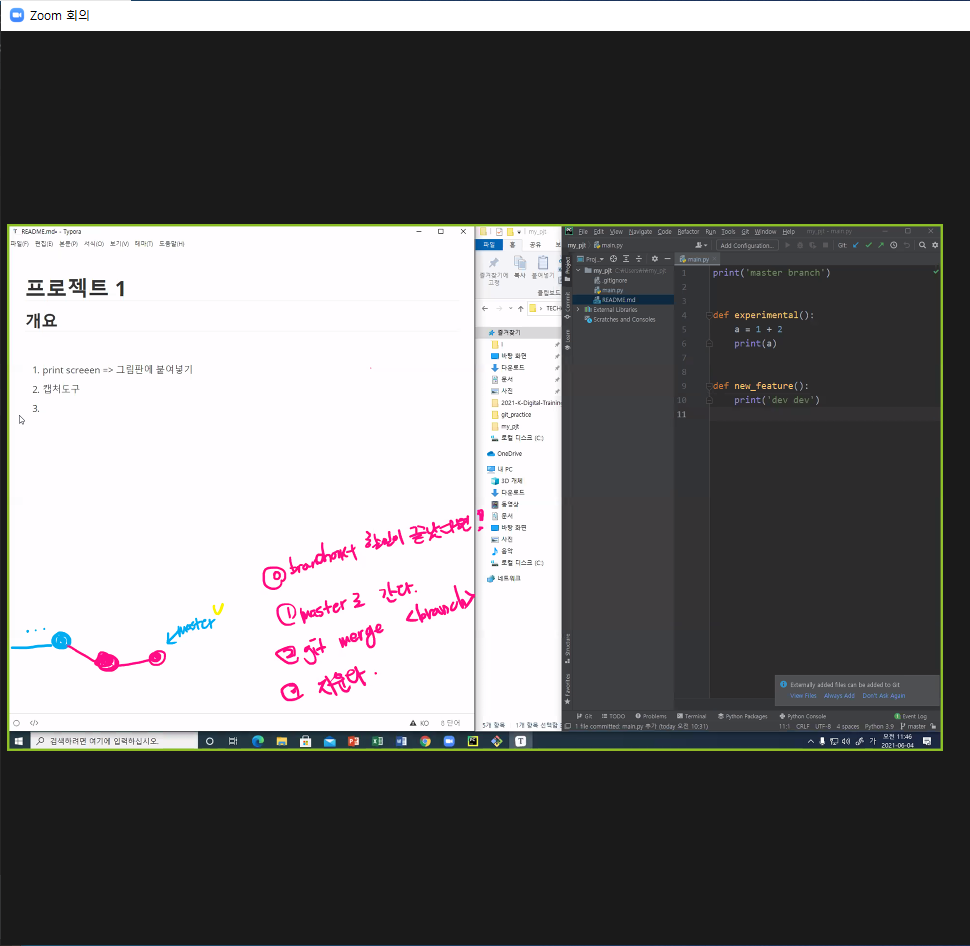 Zoom 회의
README.md• - Typora
파일(F) 편집(E) 본문(P) 서식(O) 보기(V) 테마(T) 도움말(H)
프로젝트 1
개요
1. print screeen => 그림판에 붙여넣기
2. 캡처도구
3.
branch에서
끝났다면?
① master로 간다.
② git merge <branch>
③ 지운다.
master
</>
KO
8 단어
my_pjt
파일 홈 공유
즐겨찾기에 고정
복사
붙여넣기
클립보드
TECH
즐겨찾기
바탕 화면
다운로드
문서
사진
2021-K-Digital-Training
git_practice
my_pjt
로컬 디스크 (C:)
OneDrive
내 PC
3D 개체
다운로드
동영상
문서
바탕 화면
사진
음악
로컬 디스크 (C:)
네트워크
5개 항목 1개 항목 선택함
File Edit View Navigate Code Refactor Run Tools Git Window Help my_pjt - main.py
my_pjt main.py
Add Configuration...
Git:
Proj...
main.py
Project
Commit
Learn
Structure
Favorites
my_pjt
.gitignore
main.py
README.md
External Libraries
Scratches and Consoles
1 print('master branch')
2
3
4 def experimental():
5 a = 1 + 2
6 print(a)
7
8
9 def new_feature():
10 print('dev dev')
11
Externally added files can be added to Git
View Files Always Add Don't Ask Again
Git TODO Problems Terminal Python Packages Python Console Event Log
1 file committed: main.py 추가 (today 오전 10:31)
11:1 CRLF UTF-8 4 spaces Python 3.9 master
검색하려면 여기에 입력하십시오.
가
오전 11:46
2021-06-04